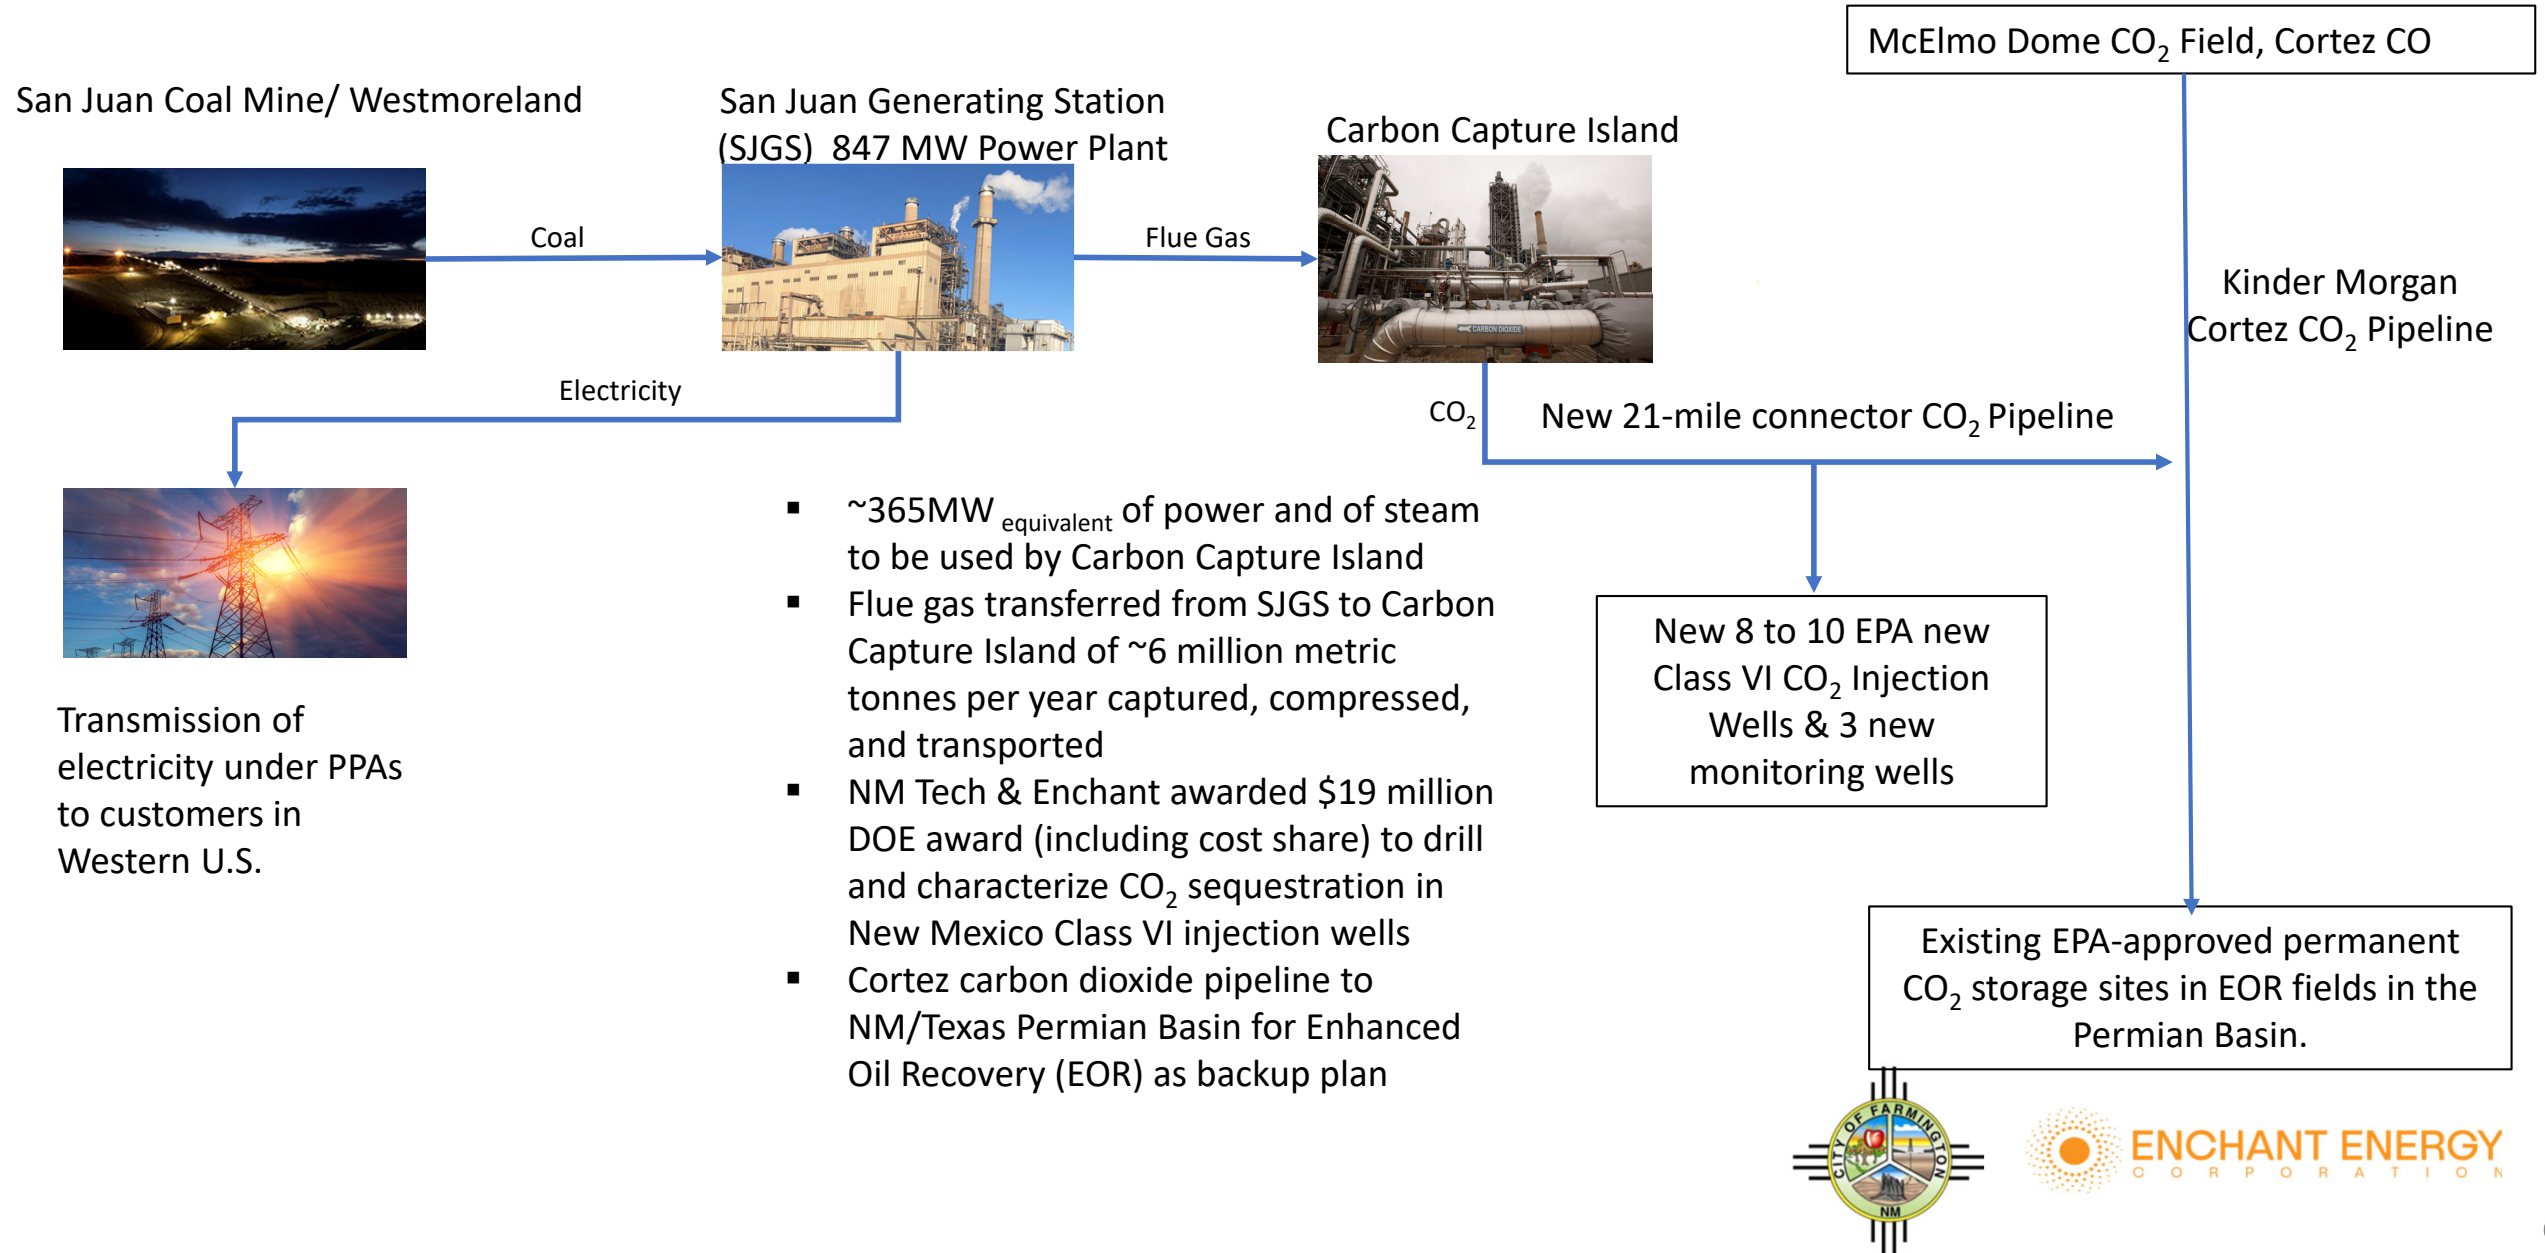 McElmo Dome CO₂ Field, Cortez CO
San Juan Coal Mine/ Westmoreland
San Juan Generating Station
(SJGS)  847 MW Power Plant
Carbon Capture Island
Coal
Flue Gas
CARBON DIOXIDE
Kinder Morgan
Cortez CO₂ Pipeline
Electricity
CO₂
New 21-mile connector CO₂ Pipeline
▪ ~365MW equivalent of power and of steam
to be used by Carbon Capture Island
▪ Flue gas transferred from SJGS to Carbon
Capture Island of ~6 million metric
tonnes per year captured, compressed,
and transported
▪ NM Tech & Enchant awarded $19 million
DOE award (including cost share) to drill
and characterize CO₂ sequestration in
New Mexico Class VI injection wells
▪ Cortez carbon dioxide pipeline to
NM/Texas Permian Basin for Enhanced
Oil Recovery (EOR) as backup plan
New 8 to 10 EPA new
Class VI CO₂ Injection
Wells & 3 new
monitoring wells
Transmission of
electricity under PPAs
to customers in
Western U.S.
Existing EPA-approved permanent
CO₂ storage sites in EOR fields in the
Permian Basin.
CITY OF FARMINGTON
NM
ENCHANT ENERGY
CORPORATION